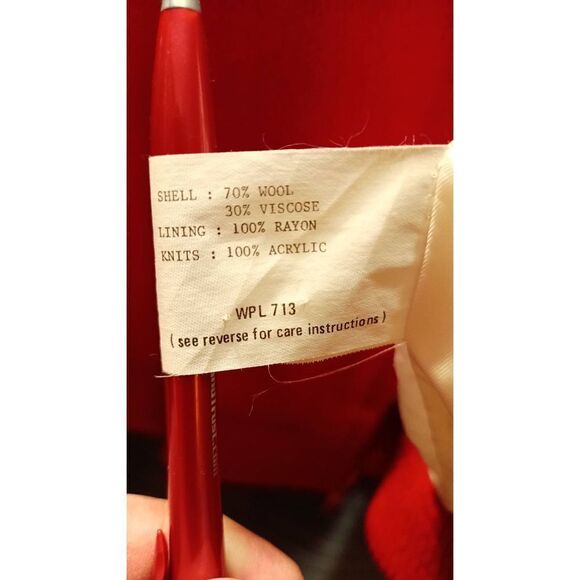 SHELL : 70% WOOL
30% VISCOSE
LINING : 100% RAYON
KNITS : 100% ACRYLIC
WPL 713
( see reverse for care instructions )